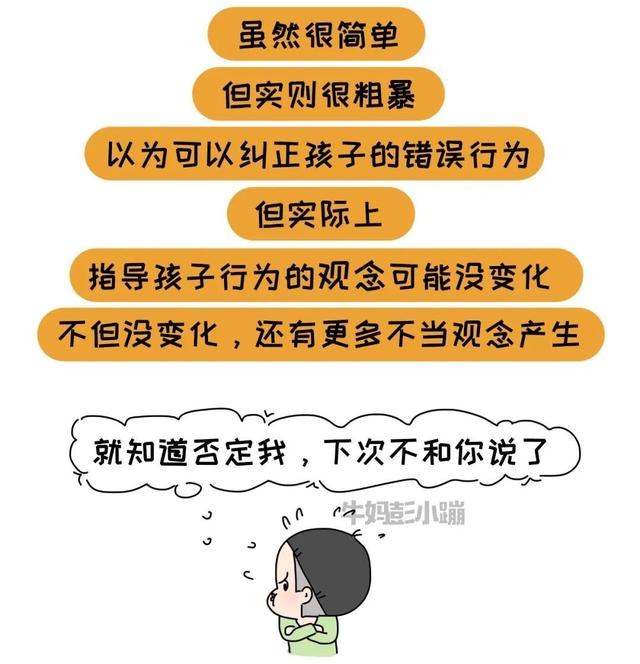 虽然很简单
但实则很粗暴
以为可以纠正孩子的错误行为
但实际上
指导孩子行为的观念可能没变化
不但没变化，还有更多不当观念产生
就知道否定我，下次不和你说了
牛妈彭小蹦